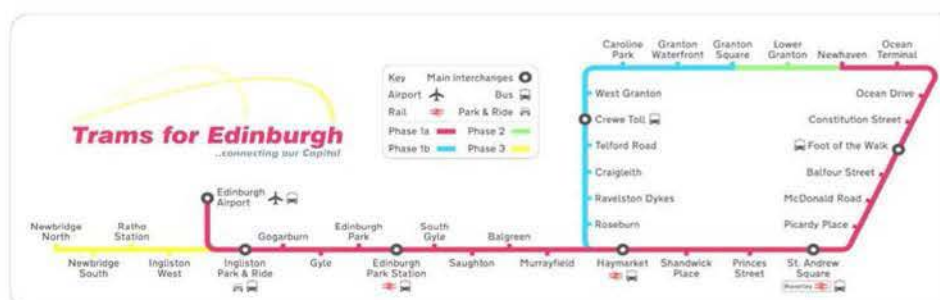 Trams for Edinburgh
...connecting our Capital
Key Main Interchanges
Airport Bus
Rail Park & Ride
Phase 1a Phase 2
Phase 1b Phase 3
Caroline
Park
Granton
Waterfront
Granton
Square
Lower
Granton
Newhaven
Ocean
Terminal
West Granton
Crewe Toll
Telford Road
Craigleith
Ravelston Dykes
Roseburn
Ocean Drive
Constitution Street
Foot of the Walk
Balfour Street
McDonald Road
Picardy Place
Edinburgh
Airport
Newbridge
North
Newbridge
South
Ratho
Station
Ingliston
West
Ingliston
Park & Ride
Gogarburn
Gyle
Edinburgh
Park
Edinburgh
Park Station
South
Gyle
Saughton
Balgreen
Murrayfield
Haymarket
Shandwick
Place
Princes
Street
St. Andrew
Square
Waverley